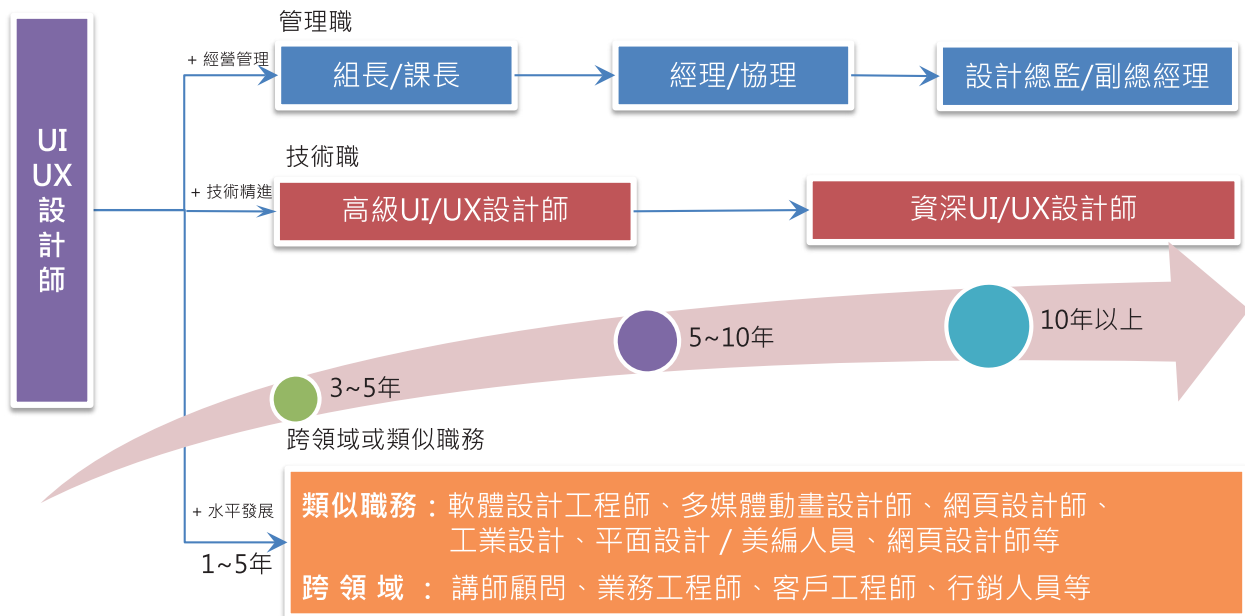 UI
UX
設
計
師
管理職
+ 經營管理
組長/課長
經理/協理
設計總監/副總經理
技術職
+ 技術精進
高級UI/UX設計師
資深UI/UX設計師
3~5年
5~10年
10年以上
跨領域或類似職務
+ 水平發展
1~5年
類似職務：軟體設計工程師、多媒體動畫設計師、網頁設計師、
工業設計、平面設計 / 美編人員、網頁設計師等
跨 領 域 ： 講師顧問、業務工程師、客戶工程師、行銷人員等